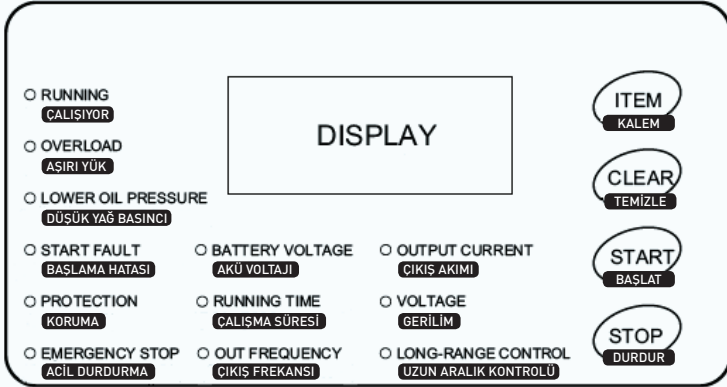 RUNNING
ÇALIŞIYOR
OVERLOAD
AŞIRI YÜK
LOWER OIL PRESSURE
DÜŞÜK YAĞ BASINCI
START FAULT
BAŞLAMA HATASI
PROTECTION
KORUMA
EMERGENCY STOP
ACİL DURDURMA
BATTERY VOLTAGE
AKÜ VOLTAJI
RUNNING TIME
ÇALIŞMA SÜRESİ
OUT FREQUENCY
ÇIKIŞ FREKANSI
OUTPUT CURRENT
ÇIKIŞ AKIMI
VOLTAGE
GERİLİM
LONG-RANGE CONTROL
UZUN ARALIK KONTROLÜ
DISPLAY
ITEM
KALEM
CLEAR
TEMİZLE
START
BAŞLAT
STOP
DURDUR